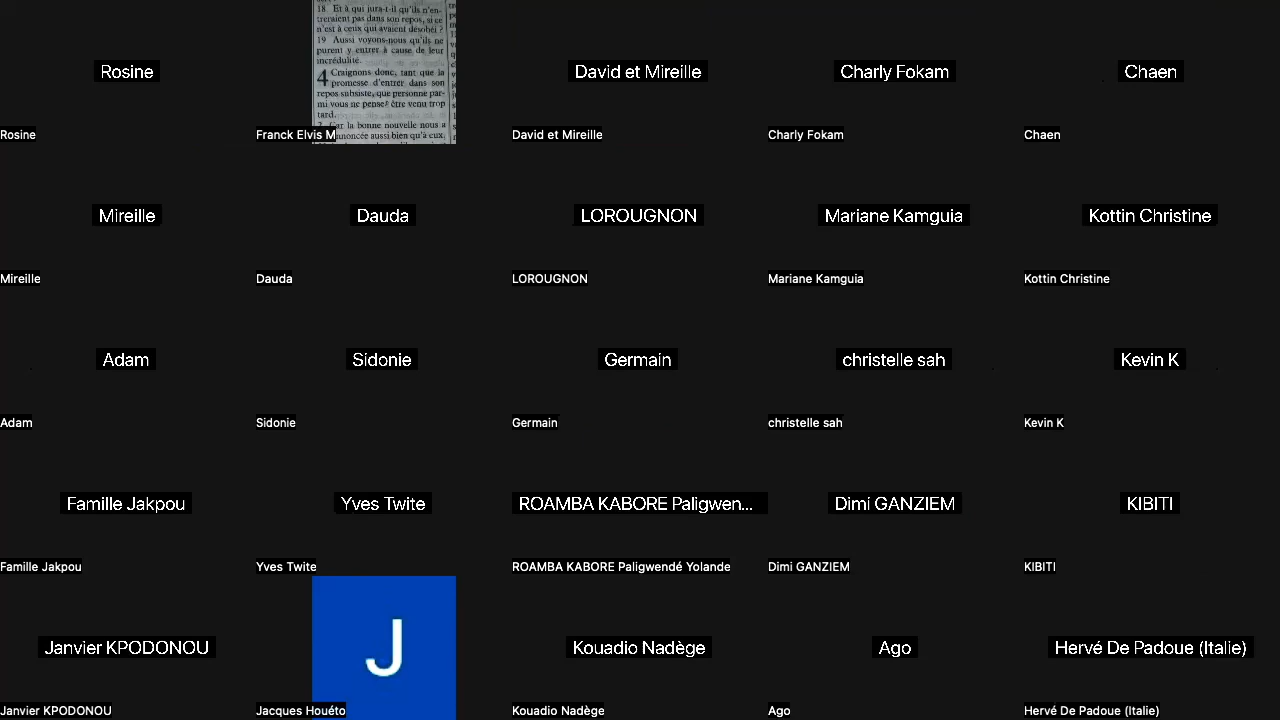 18 Et à qui jura-t-il qu'ils n'en-
treraient pas dans son repos, si ce
n'est à ceux qui avaient désobéi ?
19 Aussi voyons-nous qu'ils ne
purent y entrer à cause de leur
incrédulité.
4 Craignons donc, tant que la
promesse d'entrer dans son
repos subsiste, que personne par-
mi vous ne pense être venu trop
tard.
Car la bonne nouvelle nous a
annoncée aussi bien qu'à eux.
Rosine
David et Mireille
Charly Fokam
Chaen
Rosine
Franck Elvis M
David et Mireille
Charly Fokam
Chaen
Mireille
Dauda
LOROUGNON
Mariane Kamguia
Kottin Christine
Mireille
Dauda
LOROUGNON
Mariane Kamguia
Kottin Christine
Adam
Sidonie
Germain
christelle sah
Kevin K
Adam
Sidonie
Germain
christelle sah
Kevin K
Famille Jakpou
Yves Twite
ROAMBA KABORE Paligwen...
Dimi GANZIEM
KIBITI
Famille Jakpou
Yves Twite
ROAMBA KABORE Paligwendé Yolande
Dimi GANZIEM
KIBITI
Janvier KPODONOU
J
Kouadio Nadège
Ago
Hervé De Padoue (Italie)
Janvier KPODONOU
Jacques Houéto
Kouadio Nadège
Ago
Hervé De Padoue (Italie)